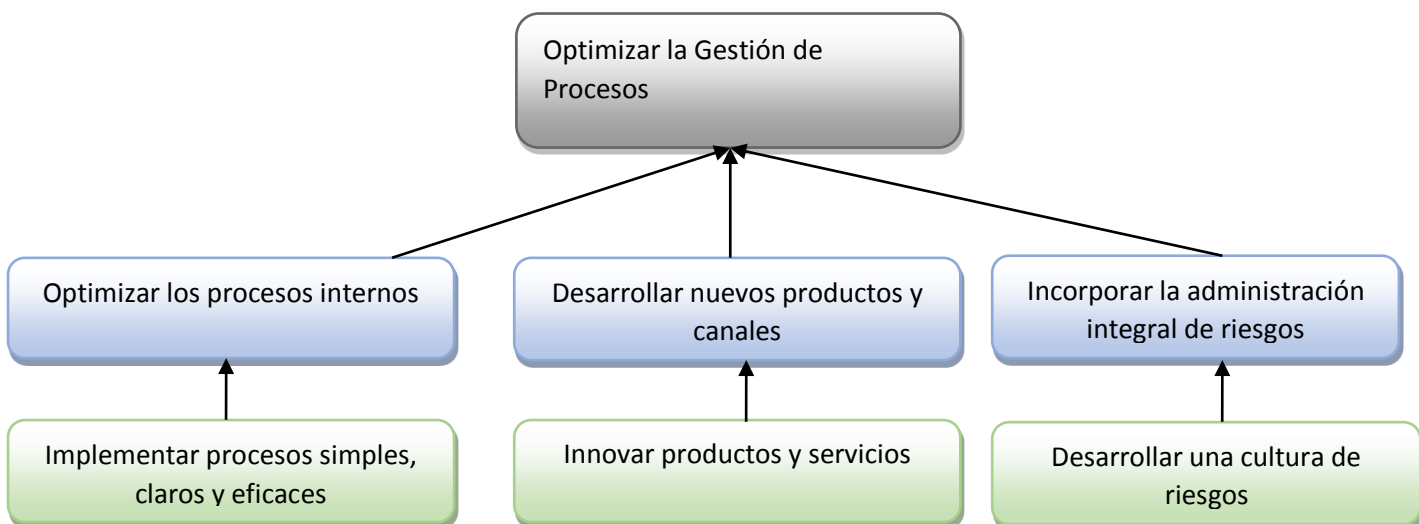 Optimizar la Gestión de
Procesos
Optimizar los procesos internos
Desarrollar nuevos productos y
canales
Incorporar la administración
integral de riesgos
Implementar procesos simples,
claros y eficaces
Innovar productos y servicios
Desarrollar una cultura de
riesgos